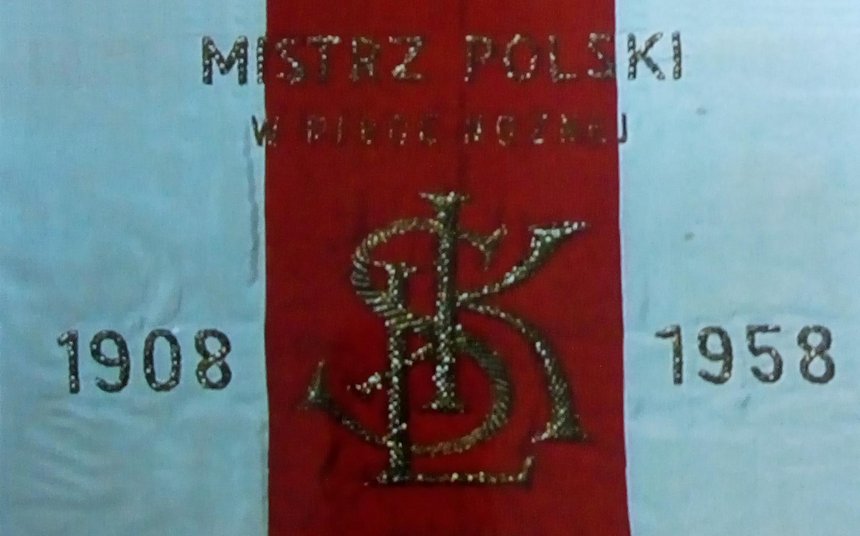 MISTRZ POLSKI
W PIŁCE NOŻNEJ
ŁKS
1908 1958